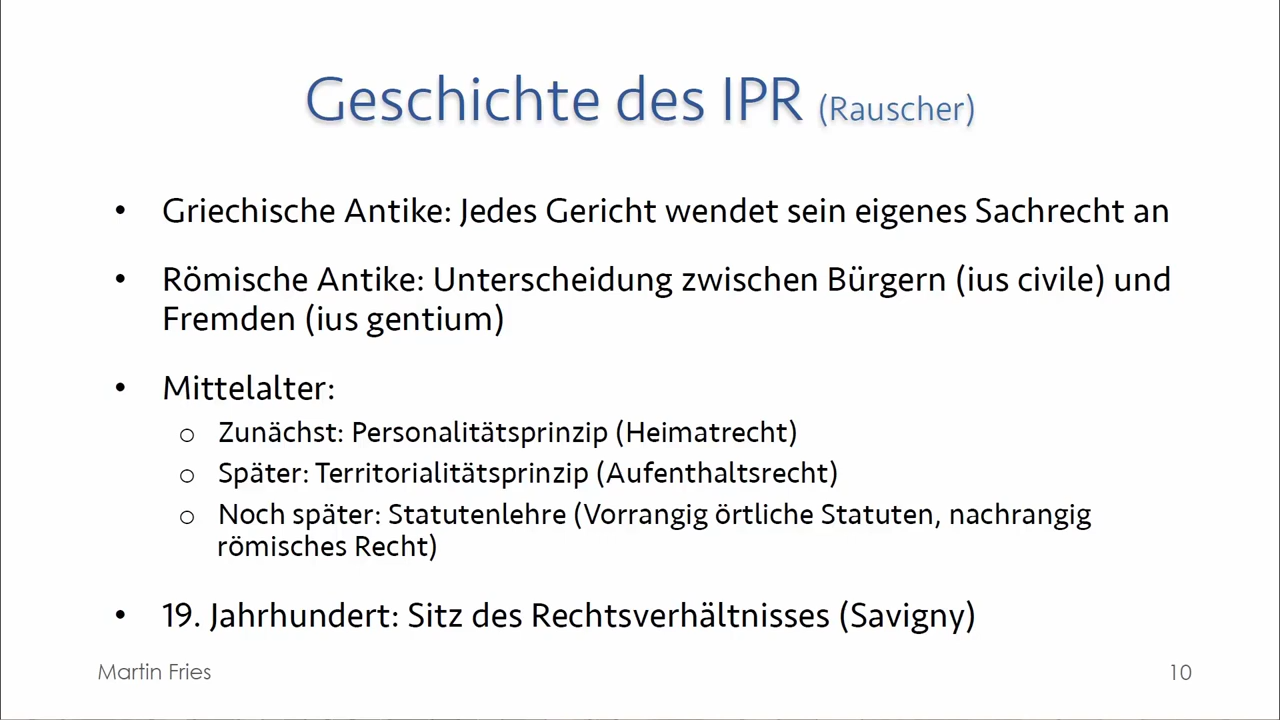 Geschichte des IPR (Rauscher)
• Griechische Antike: Jedes Gericht wendet sein eigenes Sachrecht an
• Römische Antike: Unterscheidung zwischen Bürgern (ius civile) und
Fremden (ius gentium)
• Mittelalter:
o Zunächst: Personalitätsprinzip (Heimatrecht)
o Später: Territorialitätsprinzip (Aufenthaltsrecht)
o Noch später: Statutenlehre (Vorrangig örtliche Statuten, nachrangig
römisches Recht)
• 19. Jahrhundert: Sitz des Rechtsverhältnisses (Savigny)
Martin Fries
10